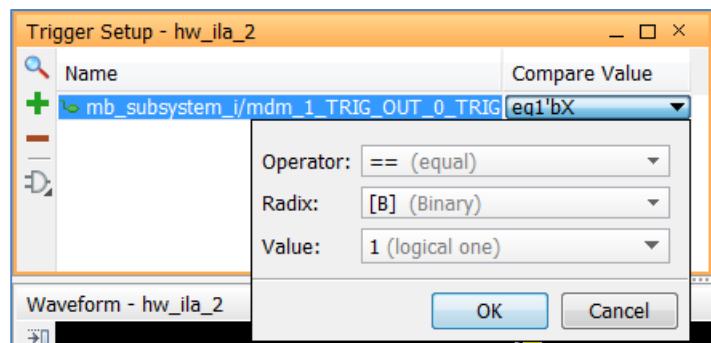 Trigger Setup - hw_ila_2
Name Compare Value
mb_subsystem_i/mdm_1_TRIG_OUT_0_TRIG eq1'bX
Operator: == (equal)
Radix: [B] (Binary)
Value: 1 (logical one)
OK Cancel
Waveform - hw_ila_2